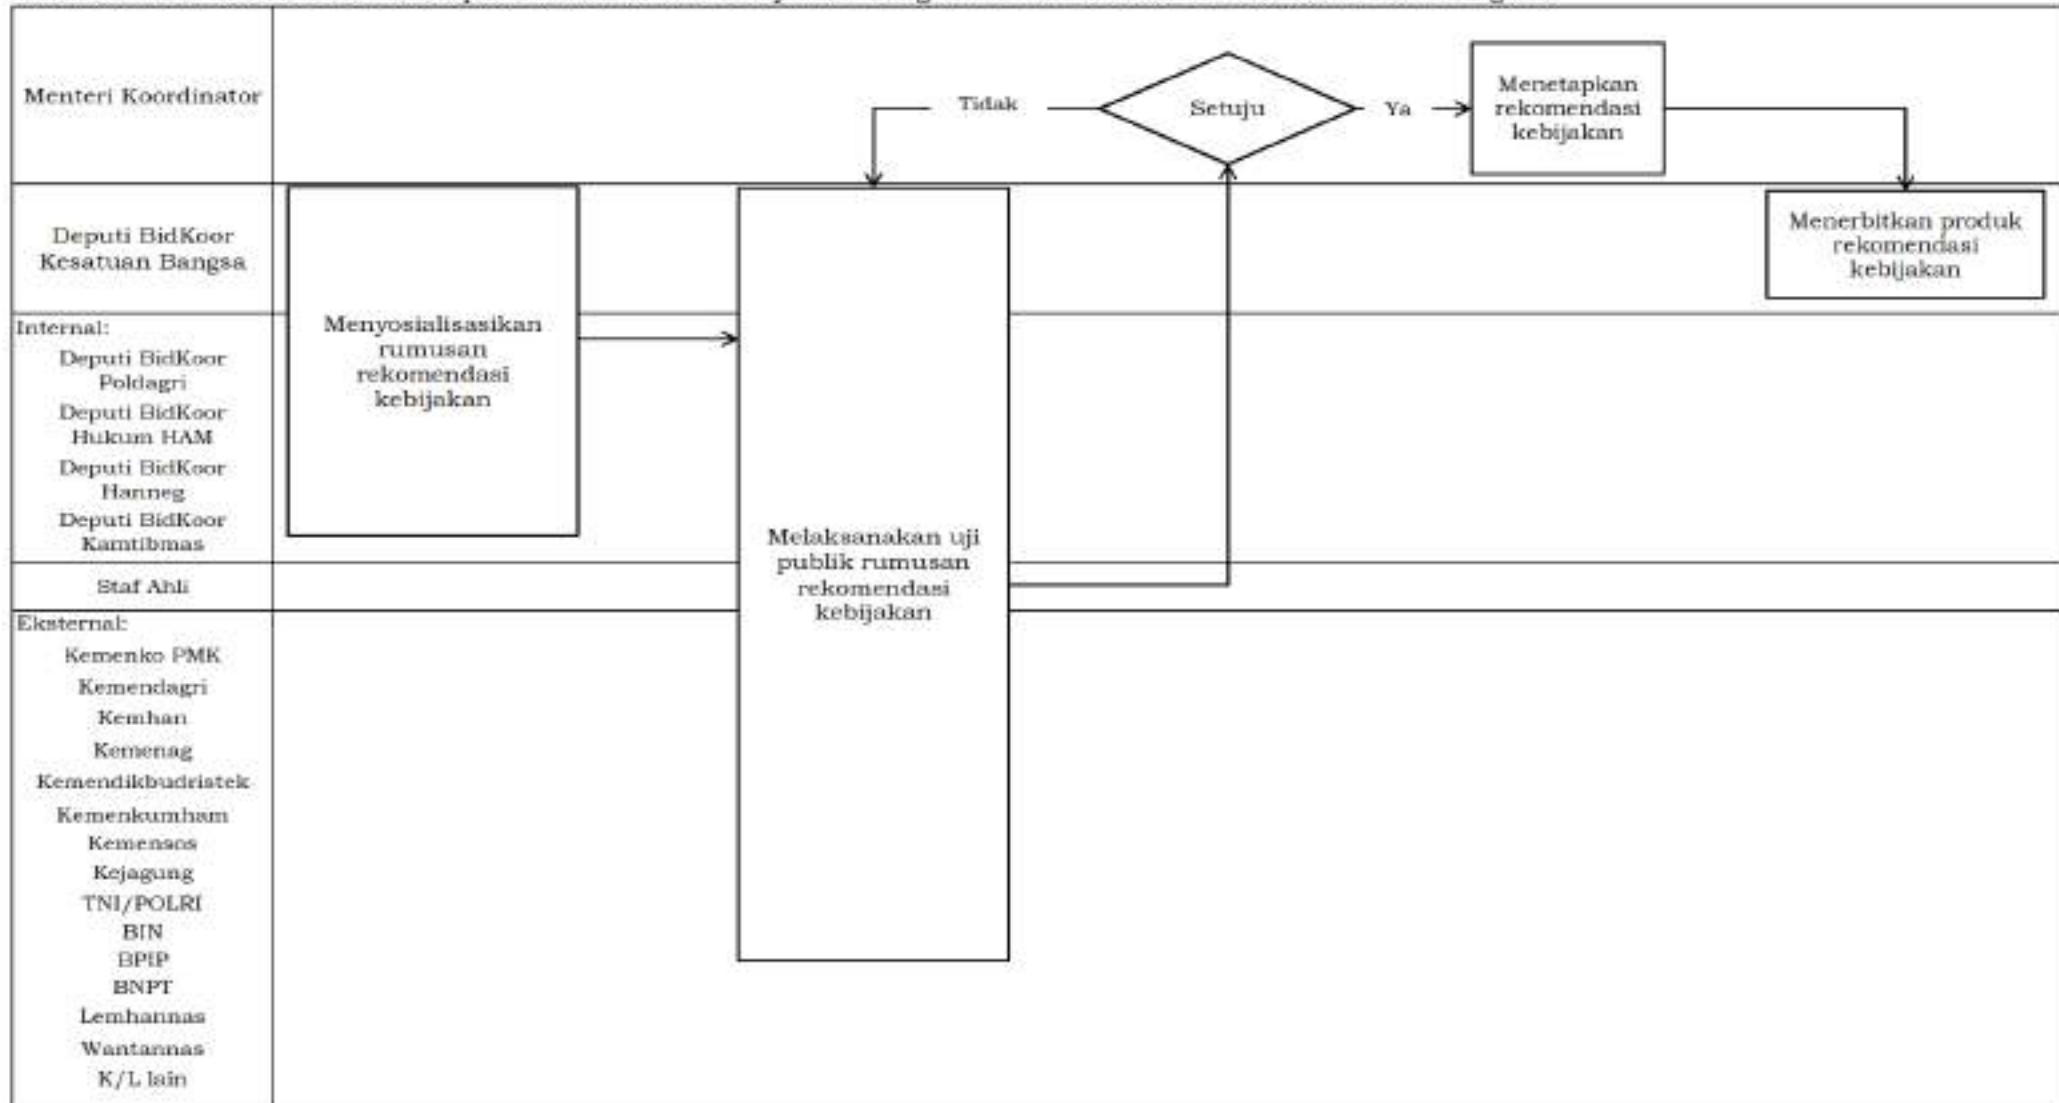 Menteri Koordinator
Tidak
Setuju
Ya
Menetapkan
rekomendasi
kebijakan
Deputi BidKoor
Kesatuan Bangsa
Menerbitkan produk
rekomendasi
kebijakan
Internal:
Deputi BidKoor
Poldagri
Deputi BidKoor
Hukum HAM
Deputi BidKoor
Hanneg
Deputi BidKoor
Kamtibmas
Menyosialisasikan
rumusan
rekomendasi
kebijakan
Melaksanakan uji
publik rumusan
rekomendasi
kebijakan
Staf Ahli
Eksternal:
Kemenko PMK
Kemendagri
Kemhan
Kemenag
Kemendikbudristek
Kemenkumham
Kemensos
Kejagung
TNI/POLRI
BIN
BPIP
BNPT
Lemhannas
Wantannas
K/L lain